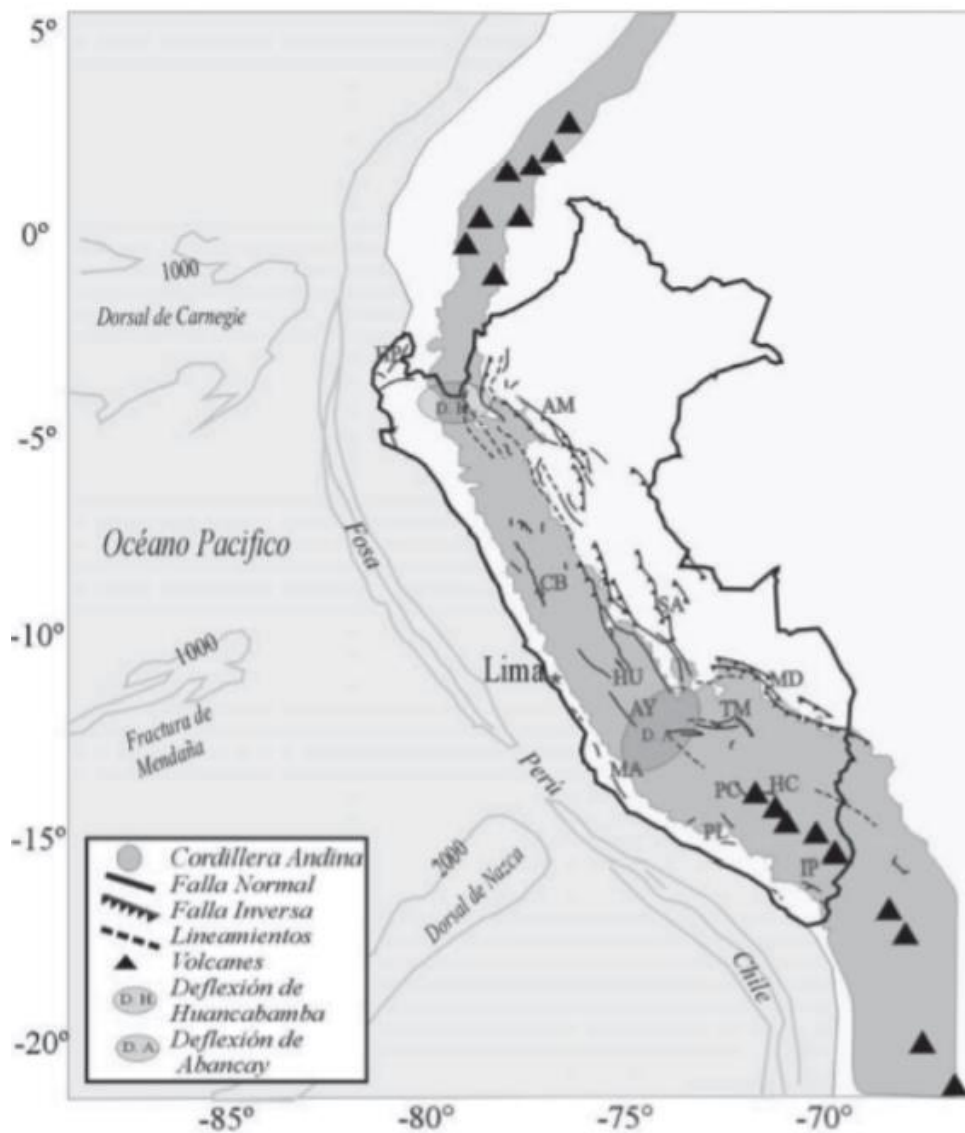 5°
0°
-5°
-10°
-15°
-20°
-85°
-80°
-75°
-70°
1000
Dorsal de Carnegie
HP
D. H
AM
Océano Pacifico
Fosa
CB
SA
1000
Fractura de
Mendaña
Lima
HU
MD
AY
TM
D. A
MA
PC
HC
Perú
PL
IP
2000
Dorsal de Nazca
Chile
Cordillera Andina
Falla Normal
Falla Inversa
Lineamientos
Volcanes
D. H
Deflexión de
Huancabamba
D. A
Deflexión de
Abancay